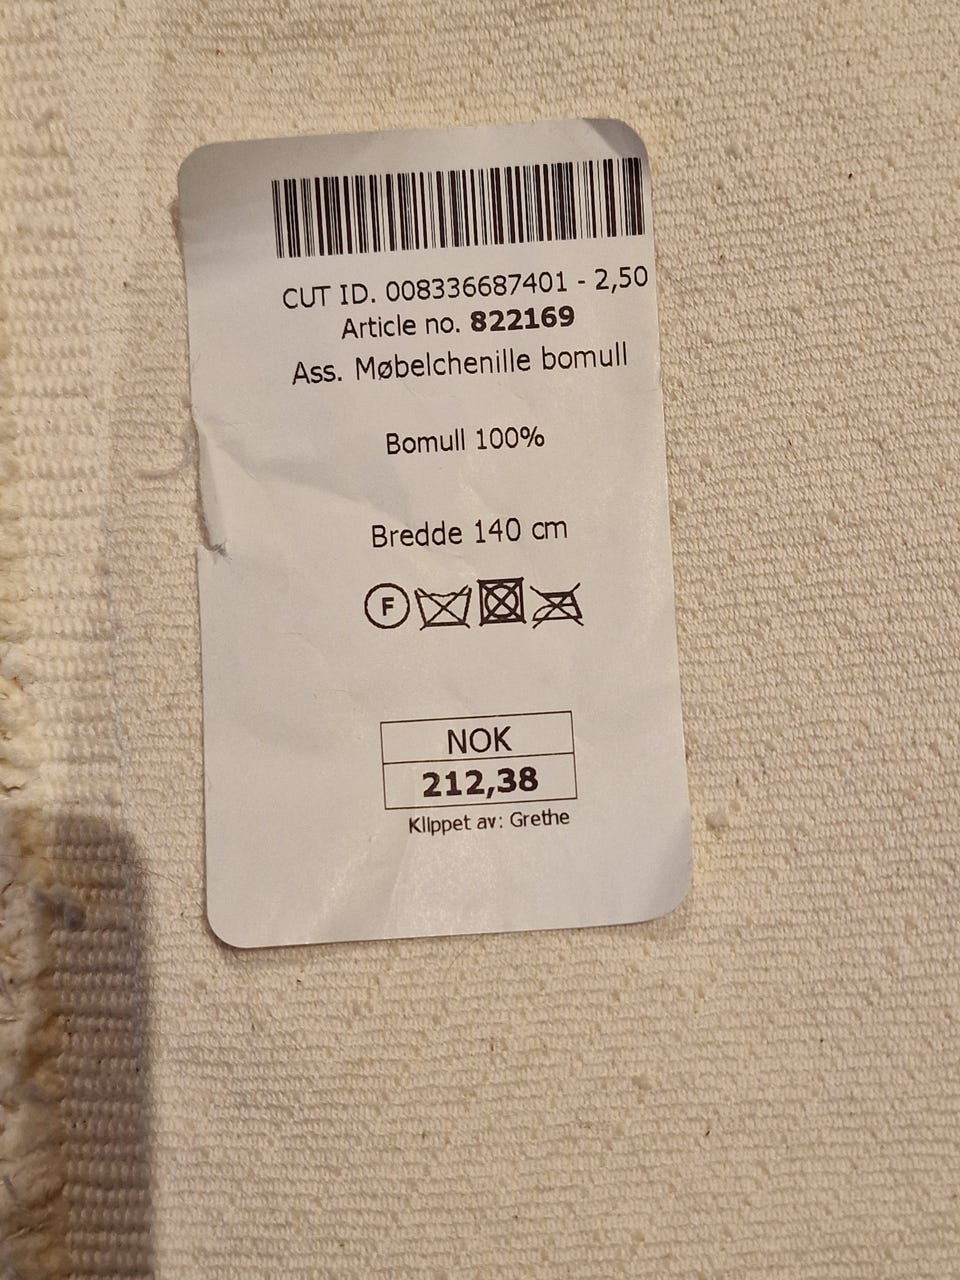 CUT ID. 008336687401 - 2,50
Article no. 822169
Ass. Møbelchenille bomull
Bomull 100%
Bredde 140 cm
F
NOK
212,38
Klippet av: Grethe